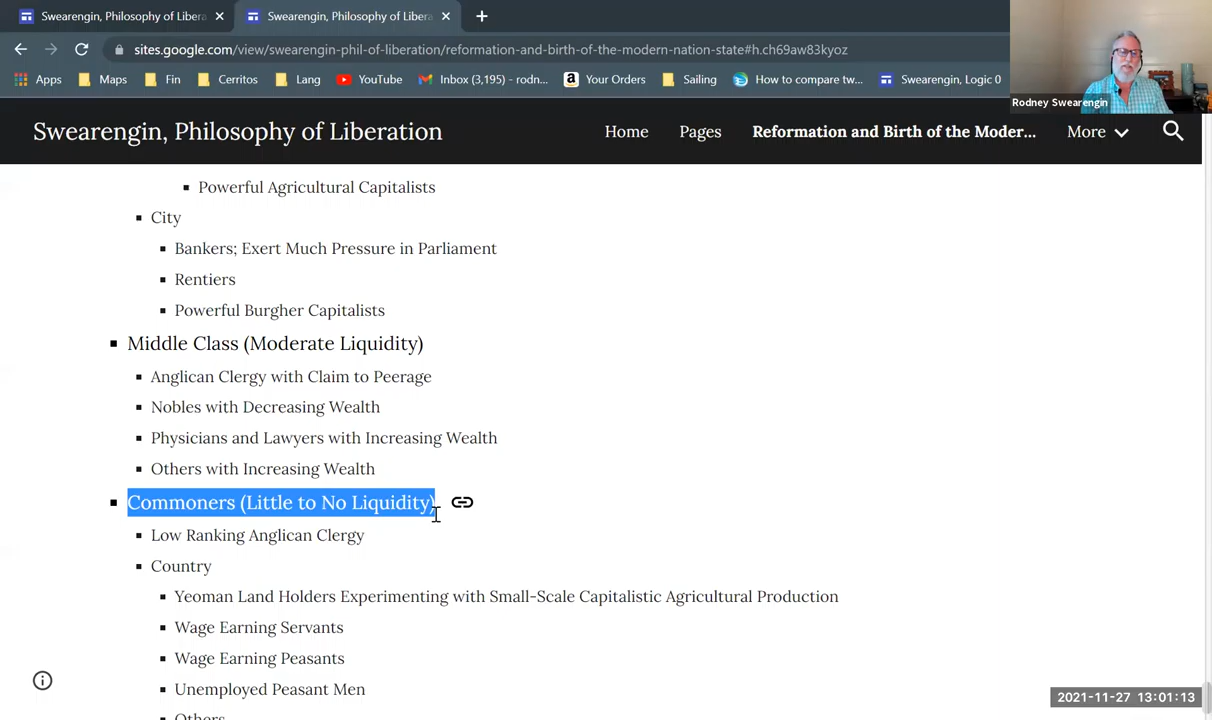 Swearengin, Philosophy of Libera
Swearengin, Philosophy of Libera
sites.google.com/view/swearengin-phil-of-liberation/reformation-and-birth-of-the-modern-nation-state#h.ch69aw83kyoz
Apps Maps Fin Cerritos Lang YouTube Inbox (3,195) - rodn... Your Orders Sailing How to compare tw... Swearengin, Logic 0
Rodney Swearengin
Swearengin, Philosophy of Liberation Home Pages Reformation and Birth of the Moder... More
Powerful Agricultural Capitalists
City
Bankers; Exert Much Pressure in Parliament
Rentiers
Powerful Burgher Capitalists
Middle Class (Moderate Liquidity)
Anglican Clergy with Claim to Peerage
Nobles with Decreasing Wealth
Physicians and Lawyers with Increasing Wealth
Others with Increasing Wealth
Commoners (Little to No Liquidity)
Low Ranking Anglican Clergy
Country
Yeoman Land Holders Experimenting with Small-Scale Capitalistic Agricultural Production
Wage Earning Servants
Wage Earning Peasants
Unemployed Peasant Men
Others
2021-11-27 13:01:13